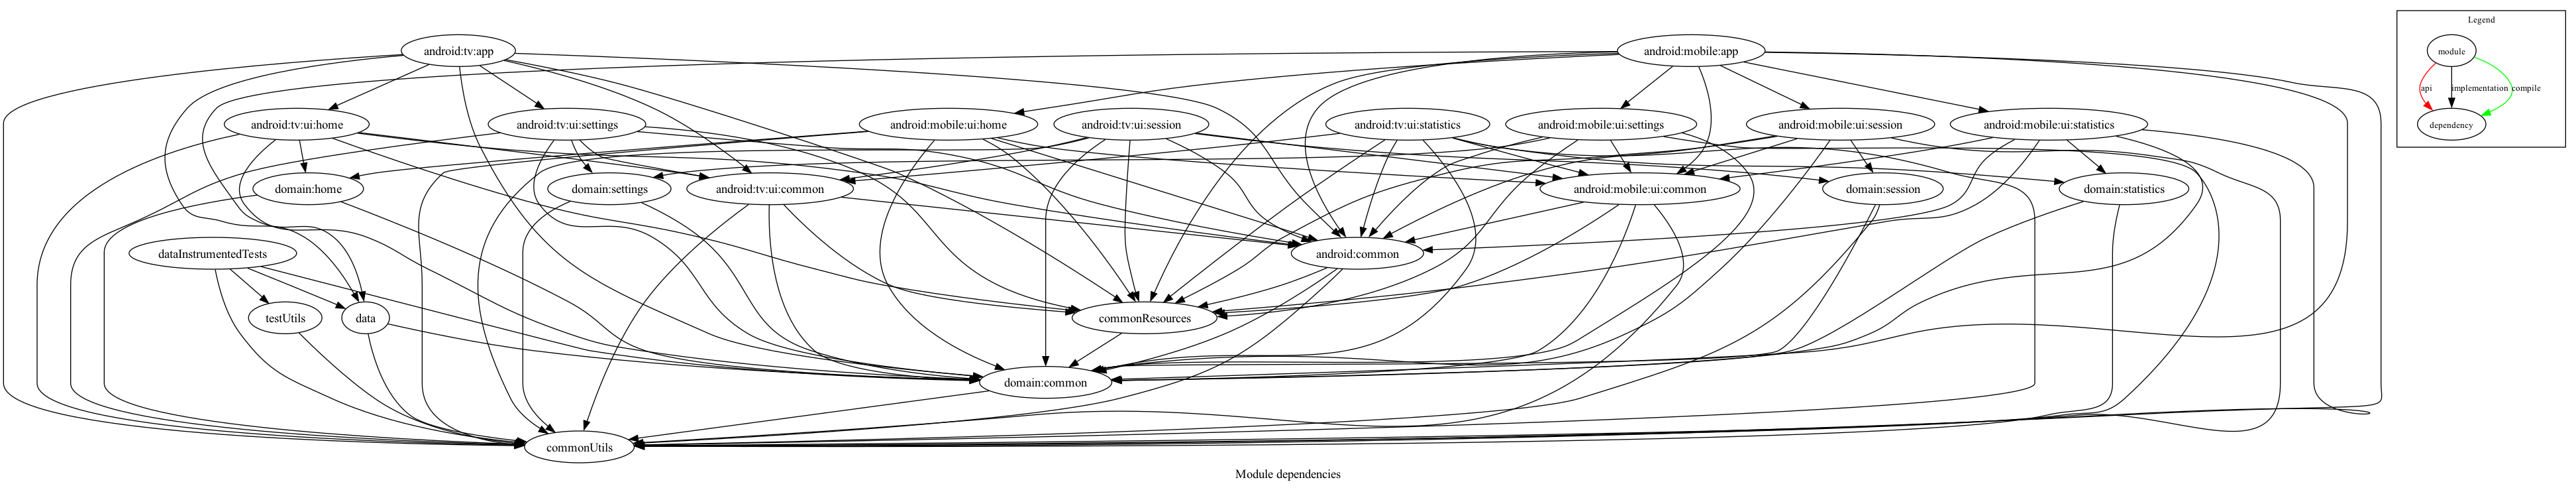 Legend
android:tv:app
android:mobile:app
module
api
implementation
compile
android:tv:ui:home
android:tv:ui:settings
android:mobile:ui:home
android:tv:ui:session
android:tv:ui:statistics
android:mobile:ui:settings
android:mobile:ui:session
android:mobile:ui:statistics
dependency
domain:home
domain:settings
android:tv:ui:common
android:mobile:ui:common
domain:session
domain:statistics
dataInstrumentedTests
android:common
testUtils
data
commonResources
domain:common
commonUtils
Module dependencies